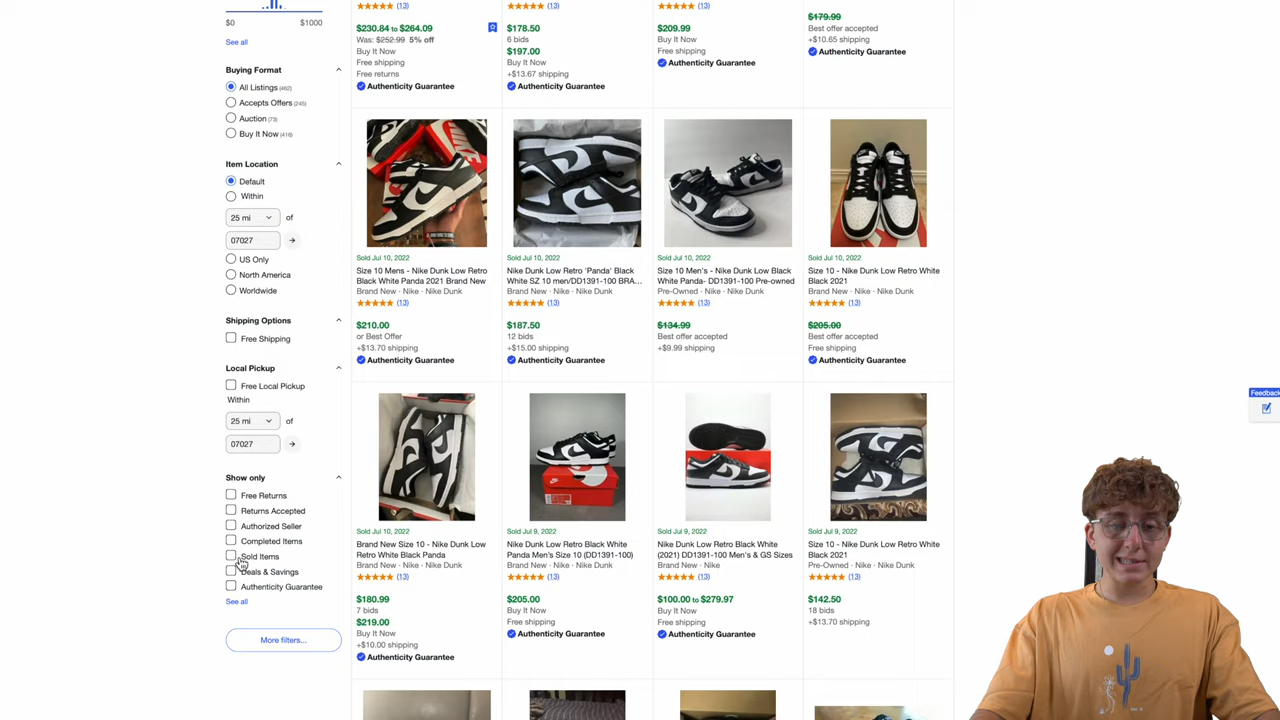 $0
$1000
See all
Buying Format
All Listings (462)
Accepts Offers (245)
Auction (73)
Buy It Now (416)
Item Location
Default
Within
25 mi
of
07027
US Only
North America
Worldwide
Shipping Options
Free Shipping
Local Pickup
Free Local Pickup
Within
25 mi
of
07027
Show only
Free Returns
Returns Accepted
Authorized Seller
Completed Items
Sold Items
Deals & Savings
Authenticity Guarantee
See all
More filters...
(13)
$230.84 to $264.09
Was: $252.99 5% off
Buy It Now
Free shipping
Free returns
Authenticity Guarantee
(13)
$178.50
6 bids
$197.00
Buy It Now
+$13.67 shipping
Authenticity Guarantee
(13)
$209.99
Buy It Now
Free shipping
Authenticity Guarantee
$179.99
Best offer accepted
+$10.65 shipping
Authenticity Guarantee
Sold Jul 10, 2022
Size 10 Mens - Nike Dunk Low Retro
Black White Panda 2021 Brand New
Brand New · Nike · Nike Dunk
(13)
$210.00
or Best Offer
+$13.70 shipping
Authenticity Guarantee
Sold Jul 10, 2022
Nike Dunk Low Retro 'Panda' Black
White SZ 10 men/DD1391-100 BRA...
Brand New · Nike · Nike Dunk
(13)
$187.50
12 bids
+$15.00 shipping
Authenticity Guarantee
Sold Jul 10, 2022
Size 10 Men's - Nike Dunk Low Black
White Panda- DD1391-100 Pre-owned
Pre-Owned · Nike · Nike Dunk
(13)
$134.99
Best offer accepted
+$9.99 shipping
Sold Jul 10, 2022
Size 10 - Nike Dunk Low Retro White
Black 2021
Brand New · Nike · Nike Dunk
(13)
$205.00
Best offer accepted
Free shipping
Authenticity Guarantee
Sold Jul 10, 2022
Brand New Size 10 - Nike Dunk Low
Retro White Black Panda
Brand New · Nike · Nike Dunk
(13)
$180.99
7 bids
$219.00
Buy It Now
+$10.00 shipping
Authenticity Guarantee
Sold Jul 9, 2022
Nike Dunk Low Retro Black White
Panda Men's Size 10 (DD1391-100)
Brand New · Nike · Nike Dunk
(13)
$205.00
Buy It Now
Free shipping
Authenticity Guarantee
Sold Jul 9, 2022
Nike Dunk Low Retro Black White
(2021) DD1391-100 Men's & GS Sizes
Brand New · Nike
(13)
$100.00 to $279.97
Buy It Now
Free shipping
Authenticity Guarantee
Sold Jul 9, 2022
Size 10 - Nike Dunk Low Retro White
Black 2021
Pre-Owned · Nike · Nike Dunk
(13)
$142.50
18 bids
+$13.70 shipping
Feedback